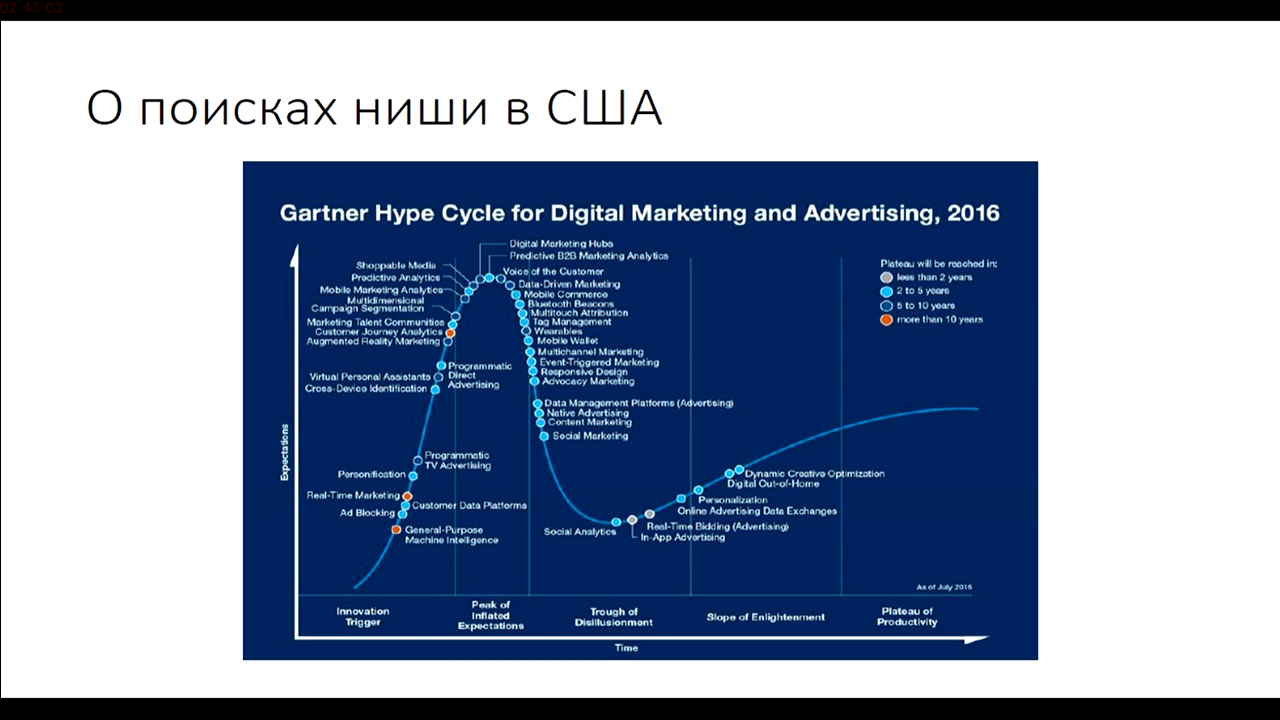 02:43:03
О поисках ниши в США
Gartner Hype Cycle for Digital Marketing and Advertising, 2016
Digital Marketing Hubs
Predictive B2B Marketing Analytics
Shoppable Media
Voice of the Customer
Predictive Analytics
Data-Driven Marketing
Mobile Marketing Analytics
Mobile Commerce
Multidimensional
Campaign Segmentation
Bluetooth Beacons
Multitouch Attribution
Marketing Talent Communities
Tag Management
Customer Journey Analytics
Wearables
Augmented Reality Marketing
Mobile Wallet
Multichannel Marketing
Event-Triggered Marketing
Programmatic
Direct
Advertising
Responsive Design
Virtual Personal Assistants
Advocacy Marketing
Cross-Device Identification
Data Management Platforms (Advertising)
Native Advertising
Content Marketing
Social Marketing
Programmatic
TV Advertising
Personification
Real-Time Marketing
Customer Data Platforms
Ad Blocking
General-Purpose
Machine Intelligence
Social Analytics
Real-Time Bidding (Advertising)
In-App Advertising
Dynamic Creative Optimization
Digital Out-of-Home
Personalization
Online Advertising Data Exchanges
Plateau will be reached in:
less than 2 years
2 to 5 years
5 to 10 years
more than 10 years
As of July 2016
Expectations
Innovation
Trigger
Peak of
Inflated
Expectations
Trough of
Disillusionment
Slope of Enlightenment
Plateau of
Productivity
Time